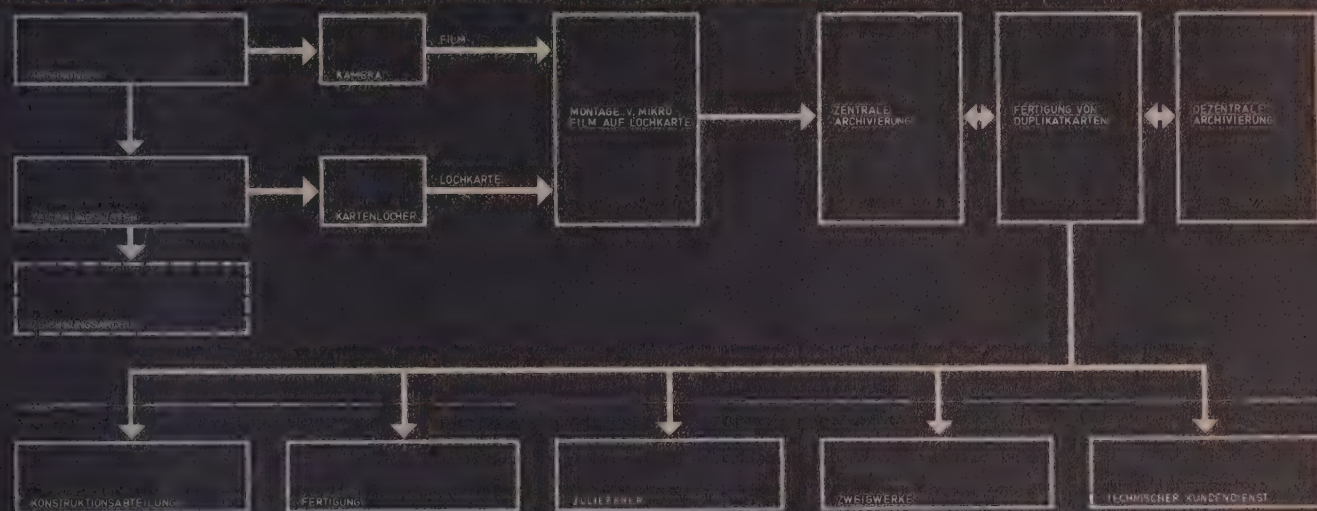 FILM
KAMERA
MONTAGE V. MIKRO
FILM AUF LOCHKARTE
ZENTRALE
ARCHIVIERUNG
FERTIGUNG VON
DUPLIKATKARTEN
DEZENTRALE
ARCHIVIERUNG
LOCHKARTE
KARTENLOCHER
KONSTRUKTIONSABTEILUNG
FERTIGUNG
ZULIEFERER
ZWEIGWERKE
TECHNISCHER KUNDENDIENST